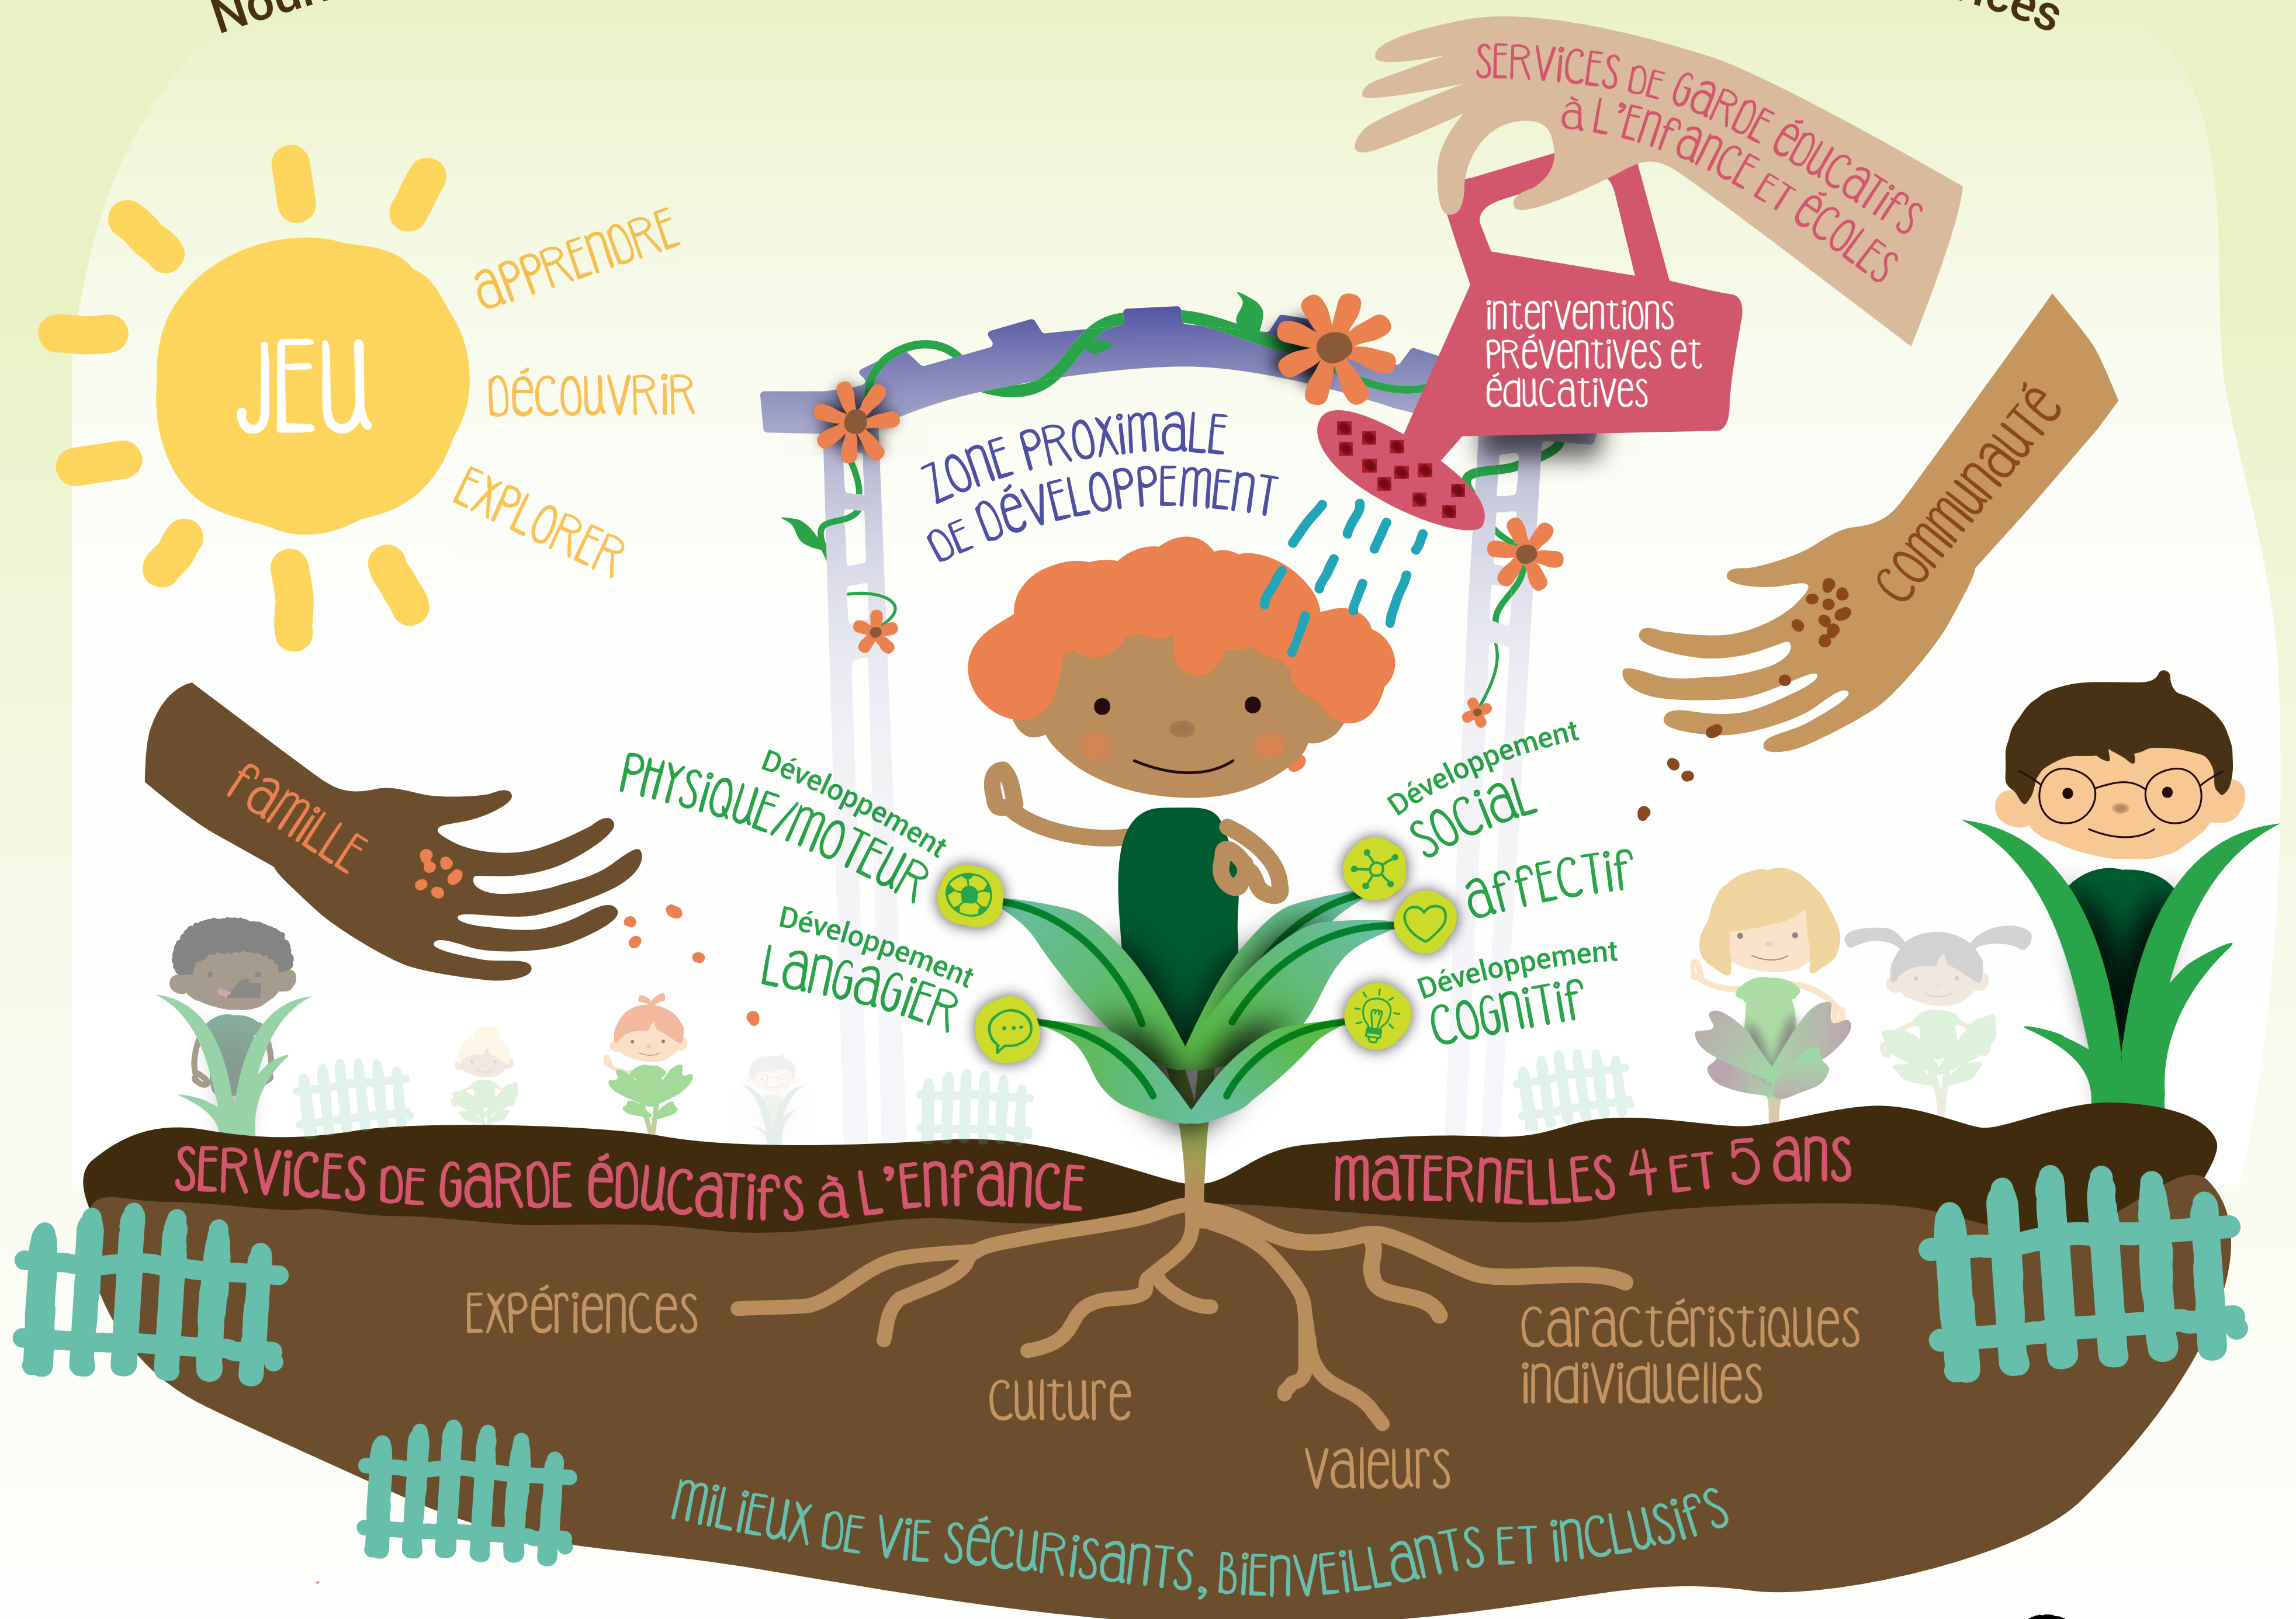 SERVICES DE GARDE ÉDUCATIFS
À L'ENFANCE ET ÉCOLES
JEU
APPRENDRE
DÉCOUVRIR
EXPLORER
interventions
préventives et
éducatives
ZONE PROXIMALE
DE DÉVELOPPEMENT
COMMUNAUTÉ
FAMILLE
Développement
PHYSIQUE/MOTEUR
Développement
LANGAGIER
Développement
SOCIAL
AFFECTIF
Développement
COGNITIF
SERVICES DE GARDE ÉDUCATIFS À L'ENFANCE
MATERNELLES 4 ET 5 ANS
EXPÉRIENCES
culture
valeurs
caractéristiques
individuelles
MILIEUX DE VIE SÉCURISANTS, BIENVEILLANTS ET INCLUSIFS